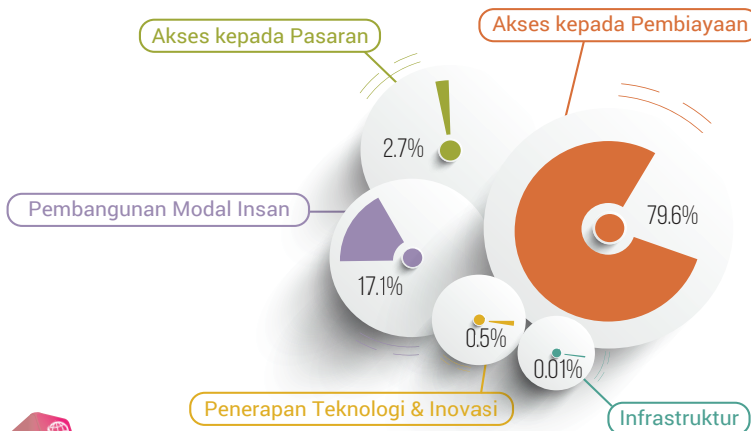 Akses kepada Pasaran
Akses kepada Pembiayaan
2.7%
79.6%
Pembangunan Modal Insan
17.1%
0.5%
0.01%
Penerapan Teknologi & Inovasi
Infrastruktur